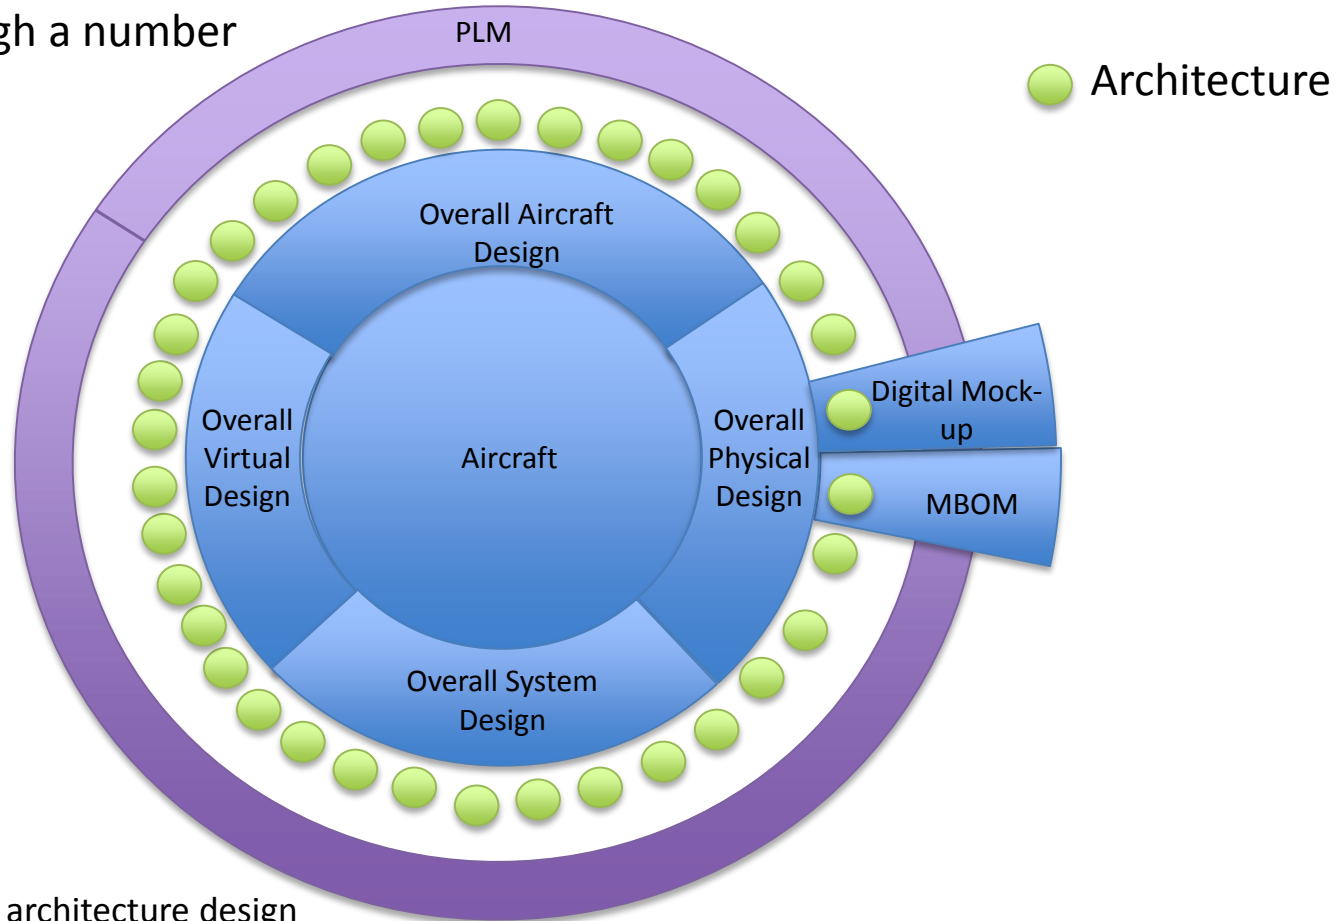 gh a number
PLM
Architecture
Overall Aircraft
Design
Digital Mock-
up
Overall
Virtual
Design
Aircraft
Overall
Physical
Design
MBOM
Overall System
Design
architecture design